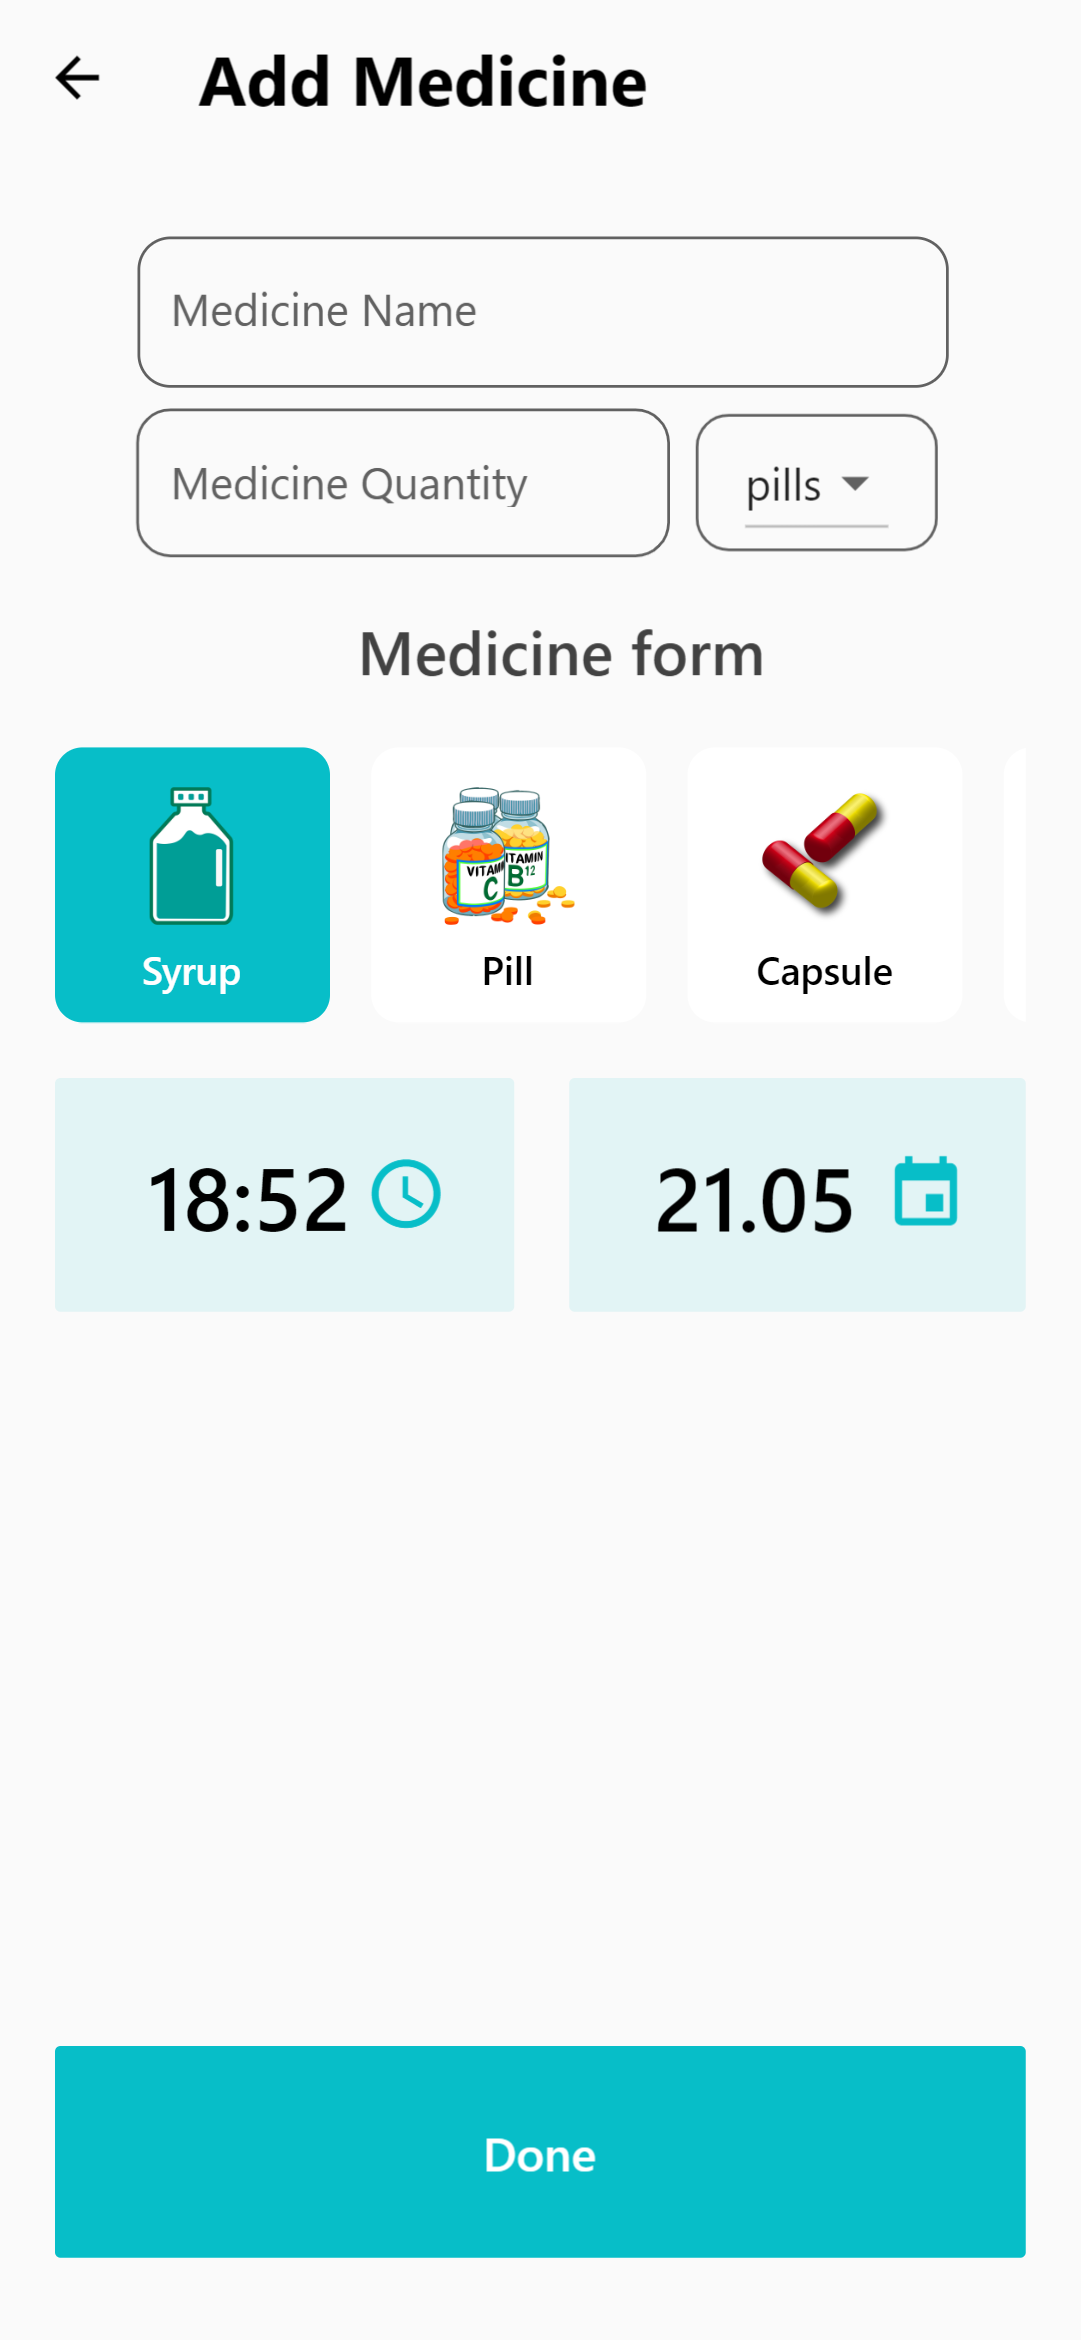 Add Medicine
Medicine Name
Medicine Quantity
pills
Medicine form
VITAMIN
C
VITAMIN
B12
Syrup
Pill
Capsule
18:52
21.05
Done